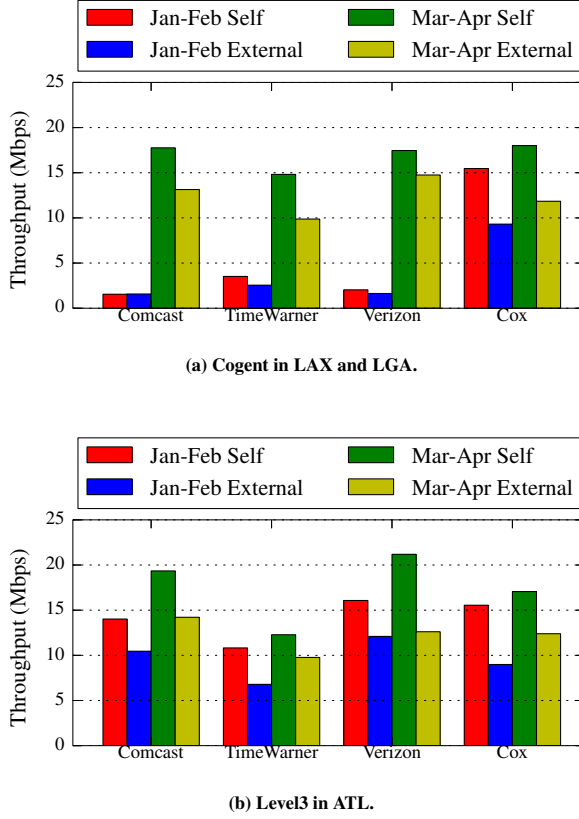 Jan-Feb Self
Mar-Apr Self
Jan-Feb External
Mar-Apr External
25
20
15
10
5
0
Throughput (Mbps)
Comcast TimeWarner Verizon Cox
(a) Cogent in LAX and LGA.
Jan-Feb Self
Mar-Apr Self
Jan-Feb External
Mar-Apr External
25
20
15
10
5
0
Throughput (Mbps)
Comcast TimeWarner Verizon Cox
(b) Level3 in ATL.